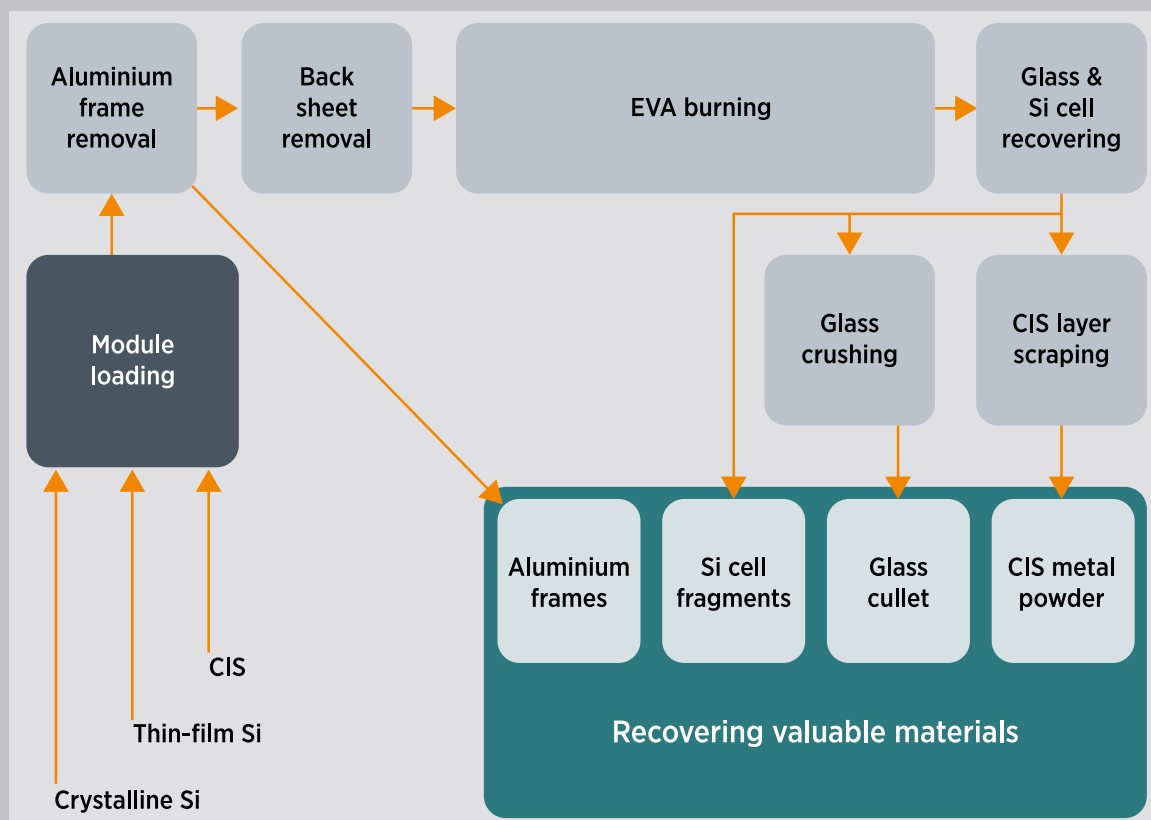 Aluminium
frame
removal
Back
sheet
removal
EVA burning
Glass &
Si cell
recovering
Module
loading
Glass
crushing
CIS layer
scraping
Aluminium
frames
Si cell
fragments
Glass
cullet
CIS metal
powder
CIS
Thin-film Si
Crystalline Si
Recovering valuable materials